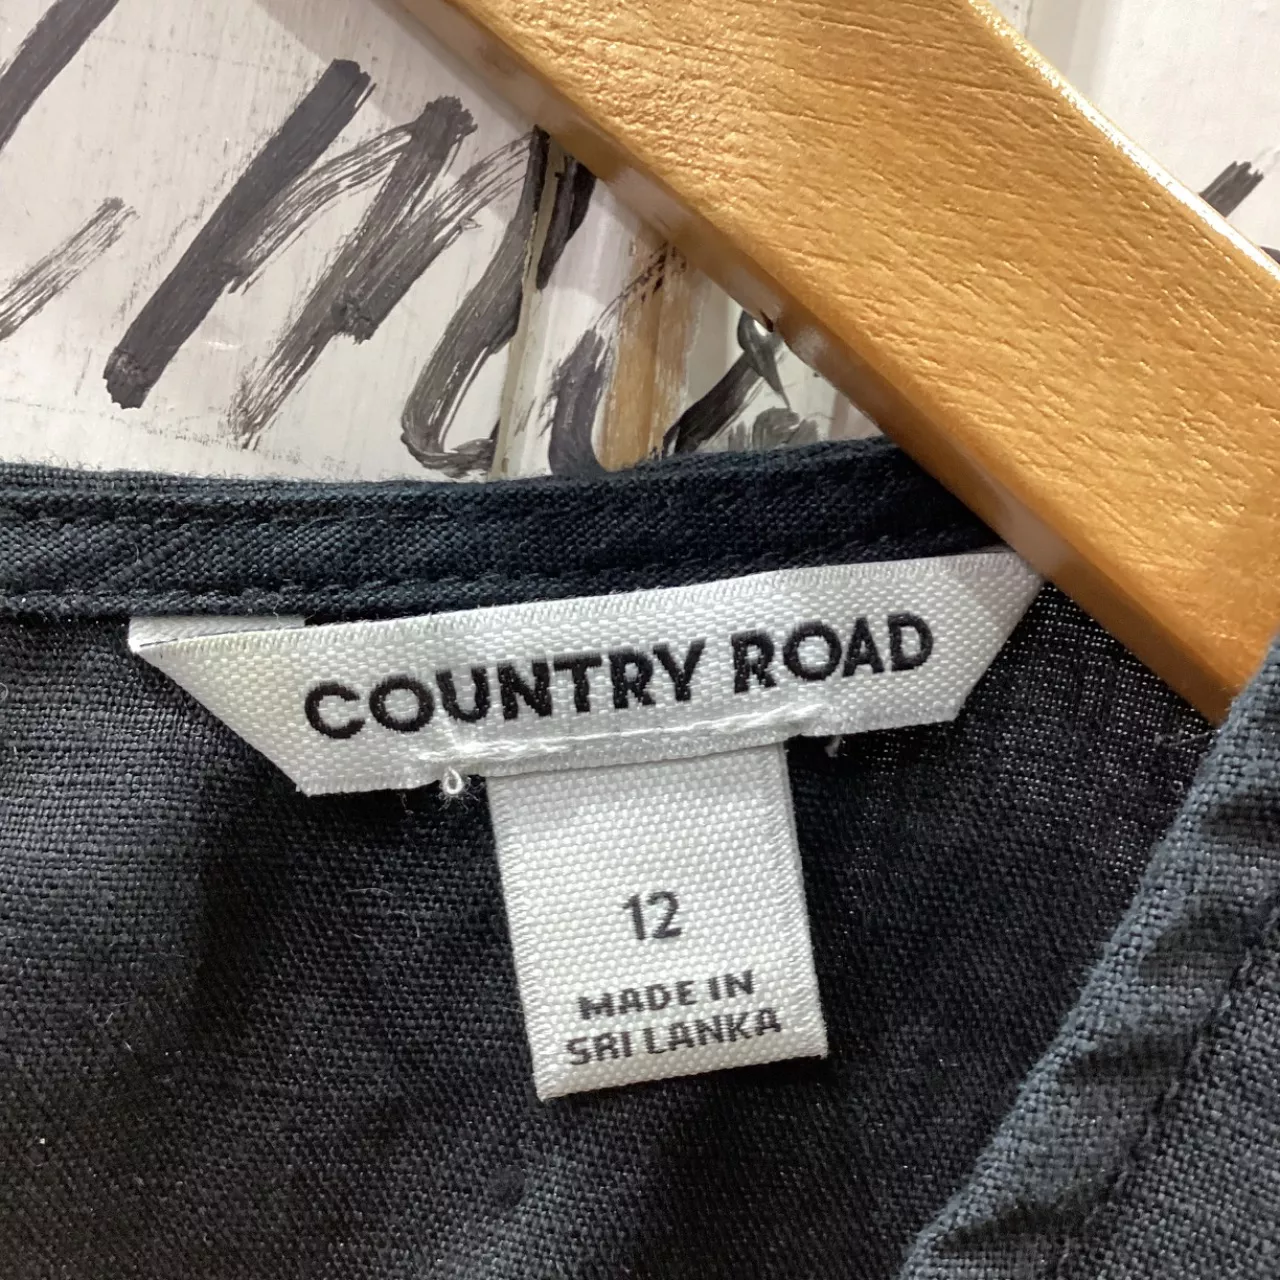 COUNTRY ROAD
12
MADE IN
SRI LANKA